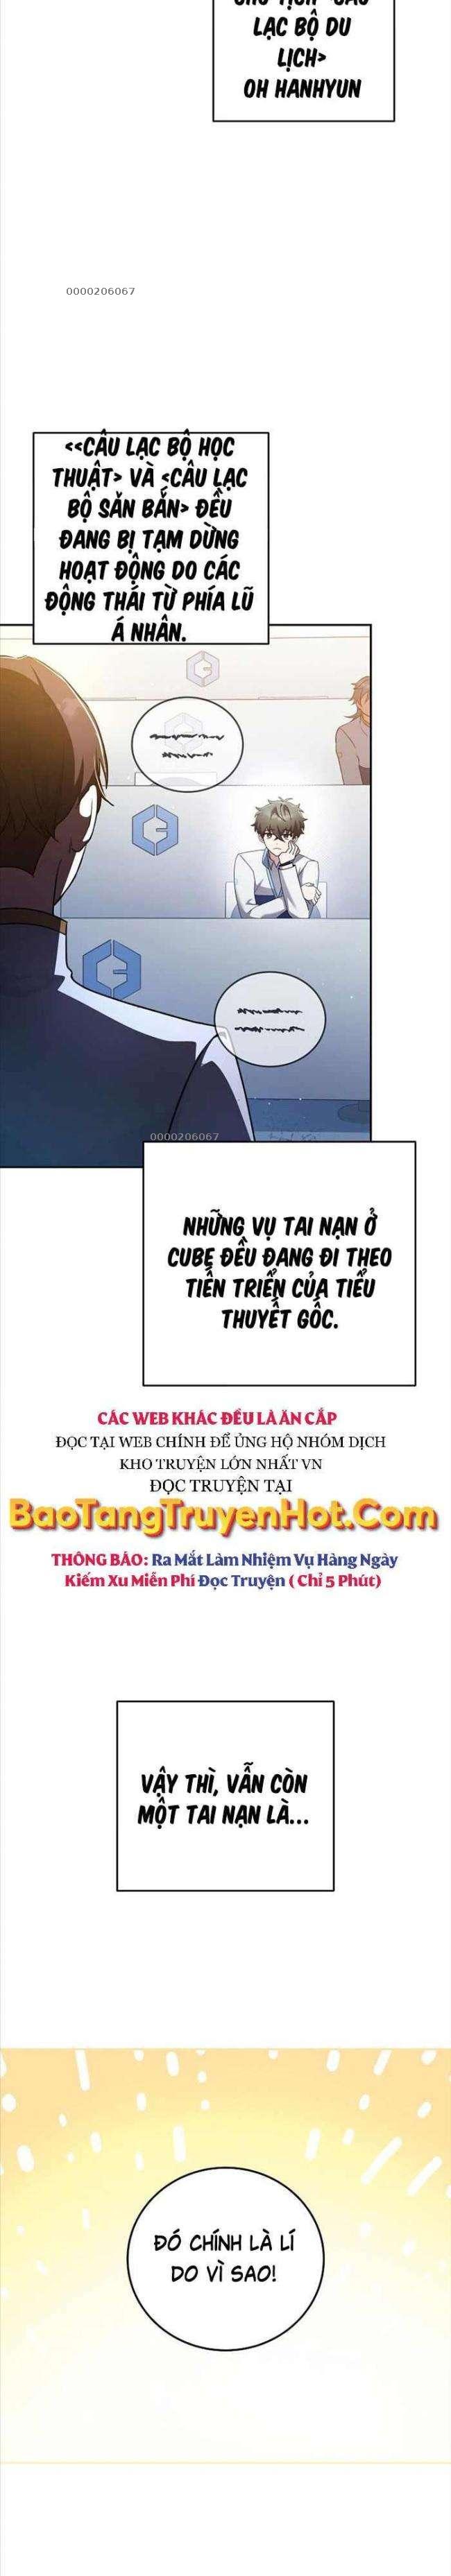 LẠC BỘ DU
LỊCH>
OH HANHYUN
0000206067
<<CÂU LẠC BỘ HỌC
THUẬT> VÀ <CÂU LẠC
BỘ SĂN BẮN> ĐỀU
ĐANG BỊ TẠM DỪNG
HOẠT ĐỘNG DO CÁC
ĐỘNG THÁI TỪ PHÍA LŨ
Á NHÂN.
0000206067
NHỮNG VỤ TAI NẠN Ở
CUBE ĐỀU ĐANG ĐI THEO
TIẾN TRIỂN CỦA TIỂU
THUYẾT GỐC.
CÁC WEB KHÁC ĐỀU LÀ ĂN CẮP
ĐỌC TẠI WEB CHÍNH ĐỂ ỦNG HỘ NHÓM DỊCH
KHO TRUYỆN LỚN NHẤT VN
ĐỌC TRUYỆN TẠI
BaoTangTruyenHot.Com
THÔNG BÁO: Ra Mắt Làm Nhiệm Vụ Hàng Ngày
Kiếm Xu Miễn Phí Đọc Truyện ( Chỉ 5 Phút)
VẬY THÌ, VẪN CÒN
MỘT TAI NẠN LÀ...
ĐÓ CHÍNH LÀ LÍ
DO VÌ SAO!